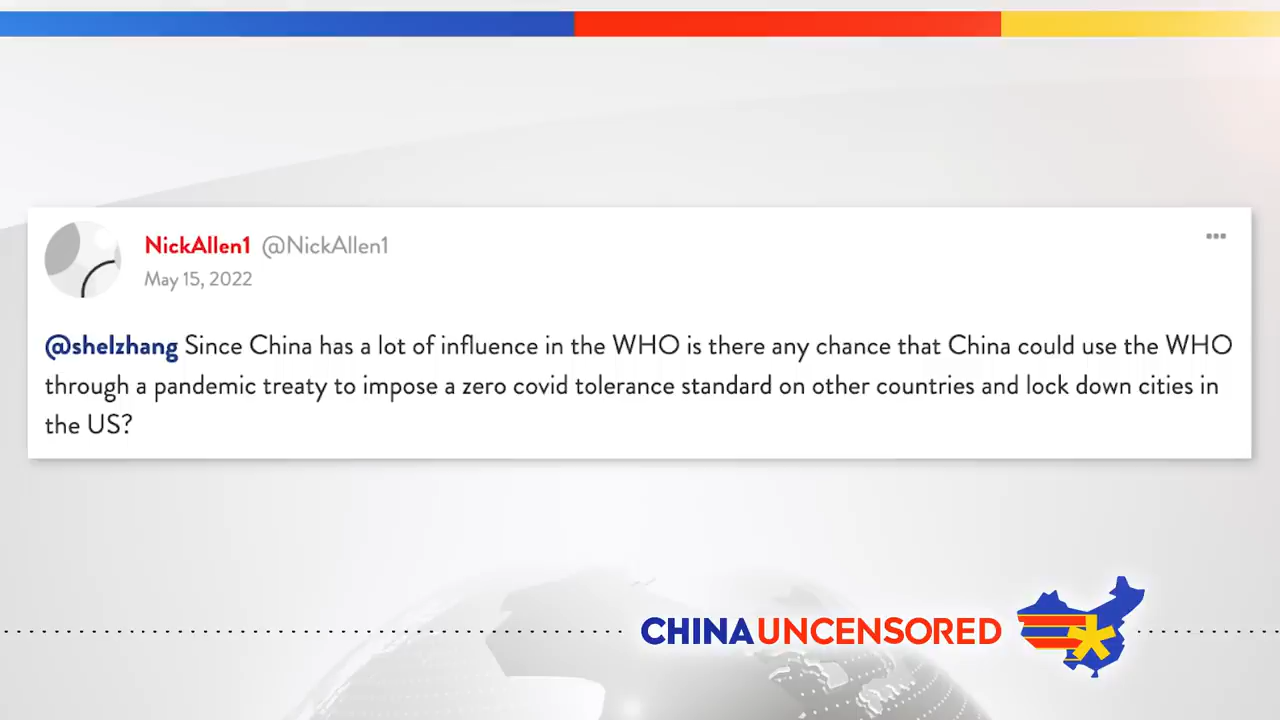 NickAllen1 @NickAllen1
May 15, 2022
@shelzhang Since China has a lot of influence in the WHO is there any chance that China could use the WHO
through a pandemic treaty to impose a zero covid tolerance standard on other countries and lock down cities in
the US?
CHINA UNCENSORED